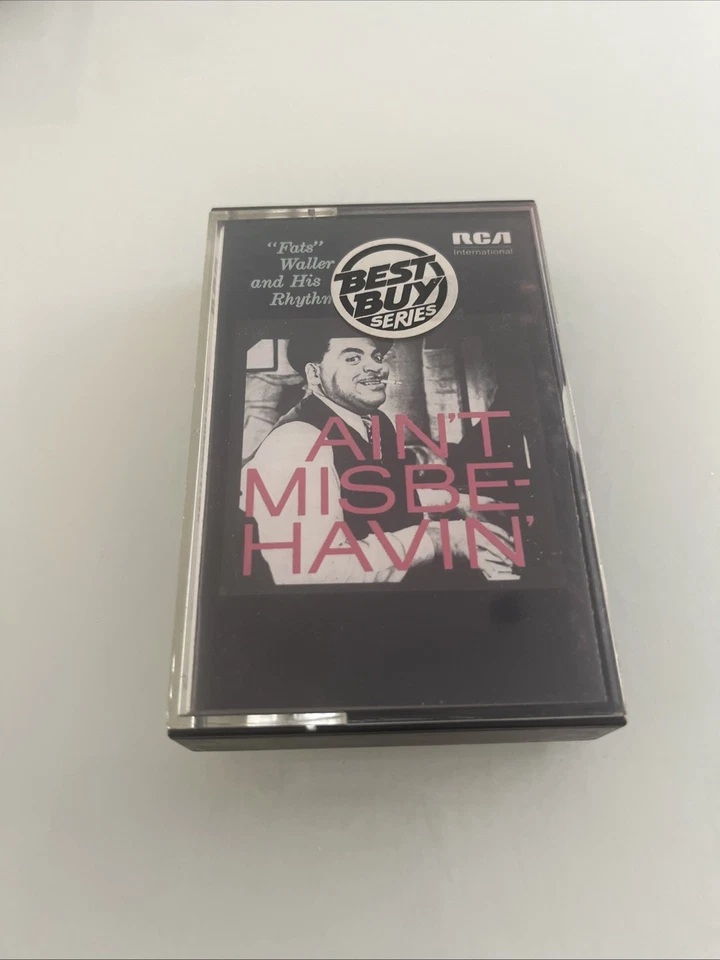 "Fats"
Waller
and His
Rhythm
BEST
BUY
SERIES
RCA
International
AIN'T
MISBE-
HAVIN'